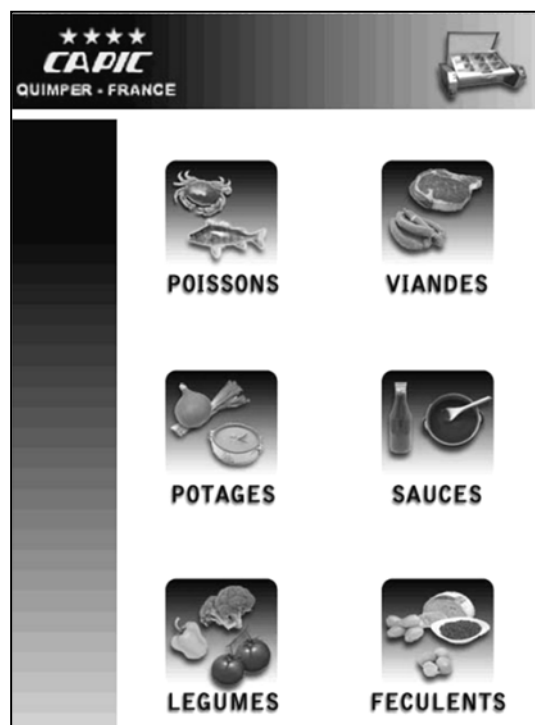 ★★★★
CAPIC
QUIMPER - FRANCE
POISSONS
VIANDES
POTAGES
SAUCES
LEGUMES
FECULENTS